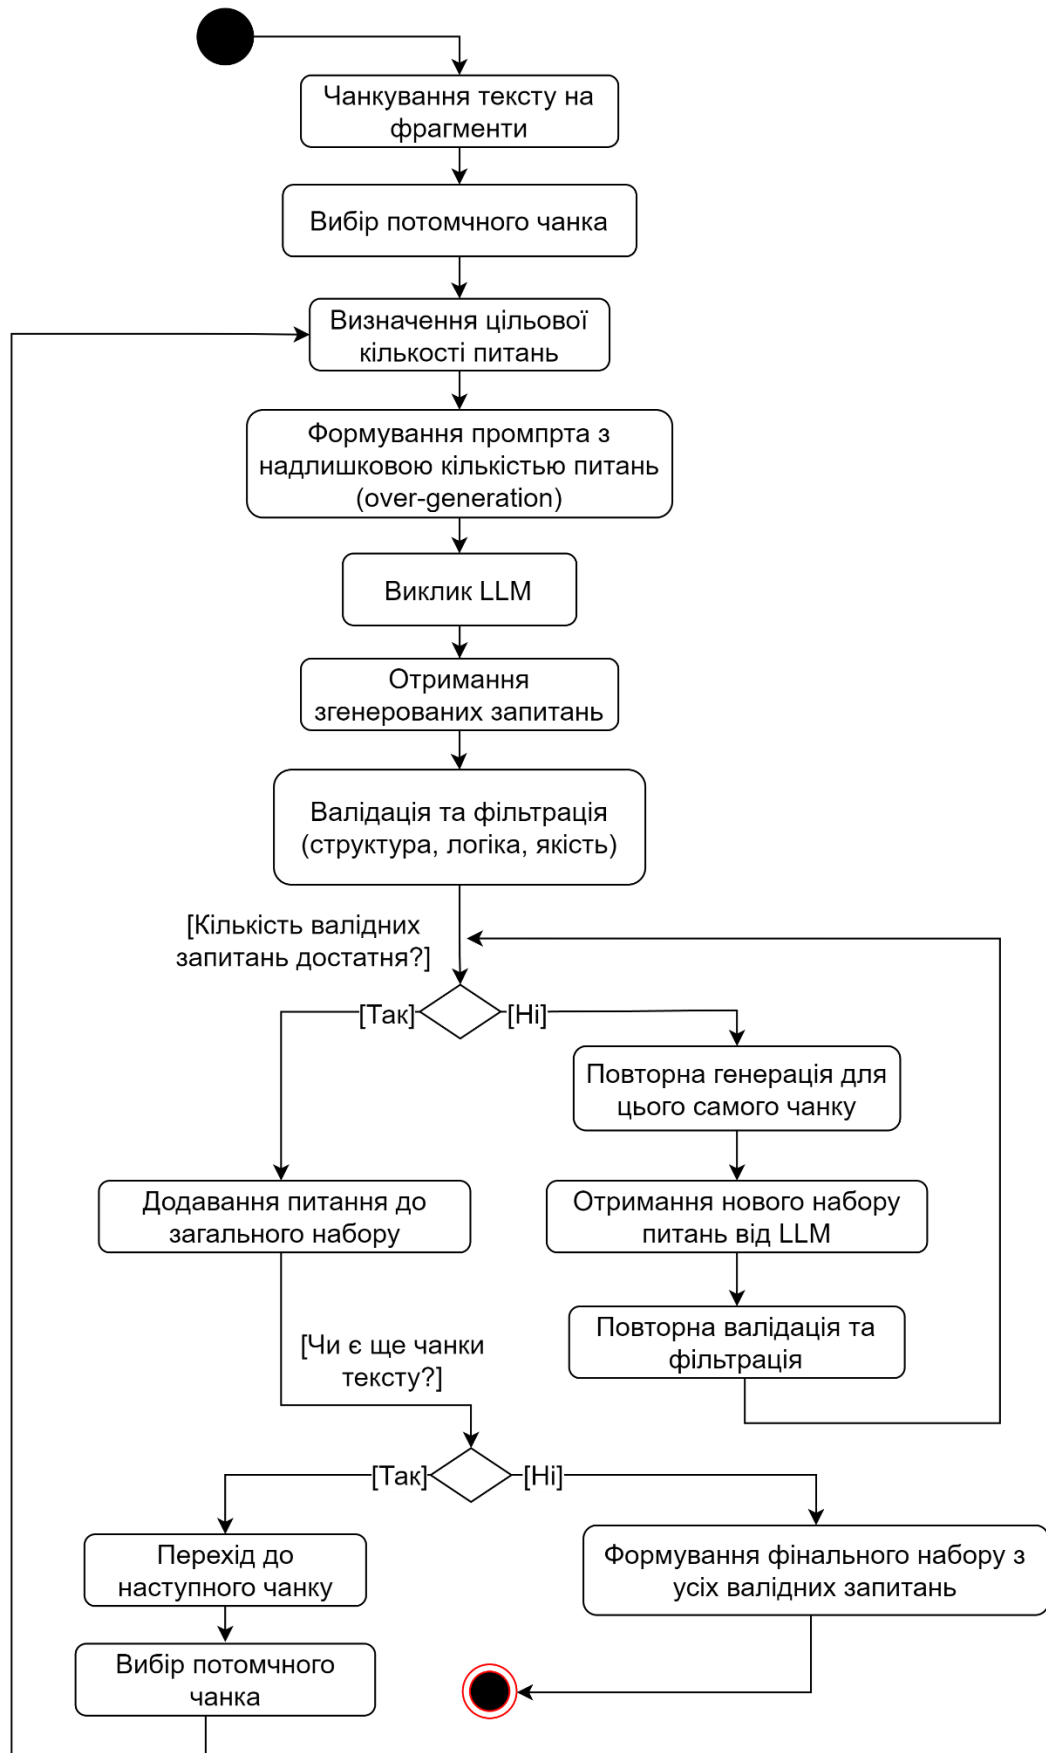 Чанкування тексту на
фрагменти
Вибір потомчного чанка
Визначення цільової
кількості питань
Формування промпрта з
надлишковою кількістью питань
(over-generation)
Виклик LLM
Отримання
згенерованих запитань
Валідація та фільтрація
(структура, логіка, якість)
[Кількість валідних
запитань достатня?]
[Так]
[Ні]
Повторна генерація для
цього самого чанку
Додавання питання до
загального набору
Отримання нового набору
питань від LLM
Повторна валідація та
фільтрація
[Чи є ще чанки
тексту?]
[Так]
[Ні]
Перехід до
наступного чанку
Формування фінального набору з
усіх валідних запитань
Вибір потомчного
чанка